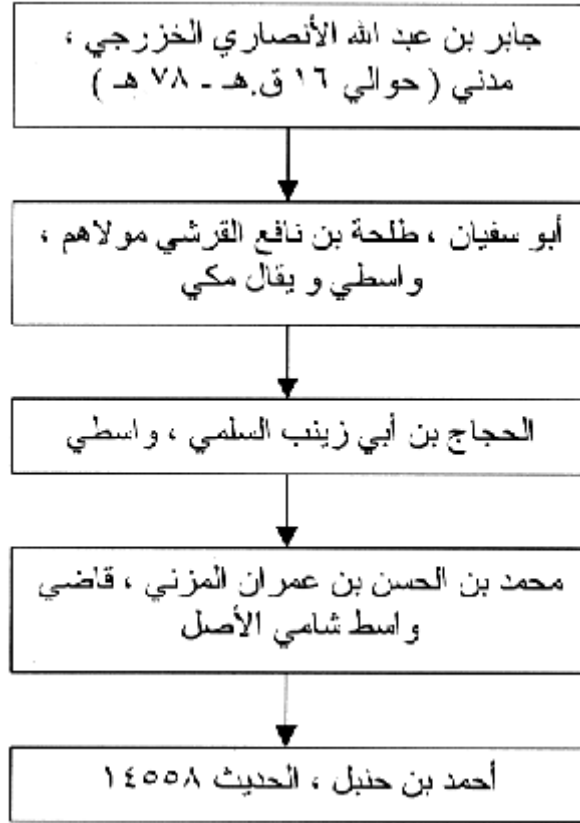 جابر بن عبد الله الأنصاري الخزرجي ،
مدني ( حوالي ١٦ ق.هـ - ٧٨ هـ )
أبو سفيان ، طلحة بن نافع القرشي مولاهم ،
واسطي و يقال مكي
الحجاج بن أبي زينب السلمي ، واسطي
محمد بن الحسن بن عمران المزني ، قاضي
واسط شامي الأصل
أحمد بن حنبل ، الحديث ١٤٥٥٨